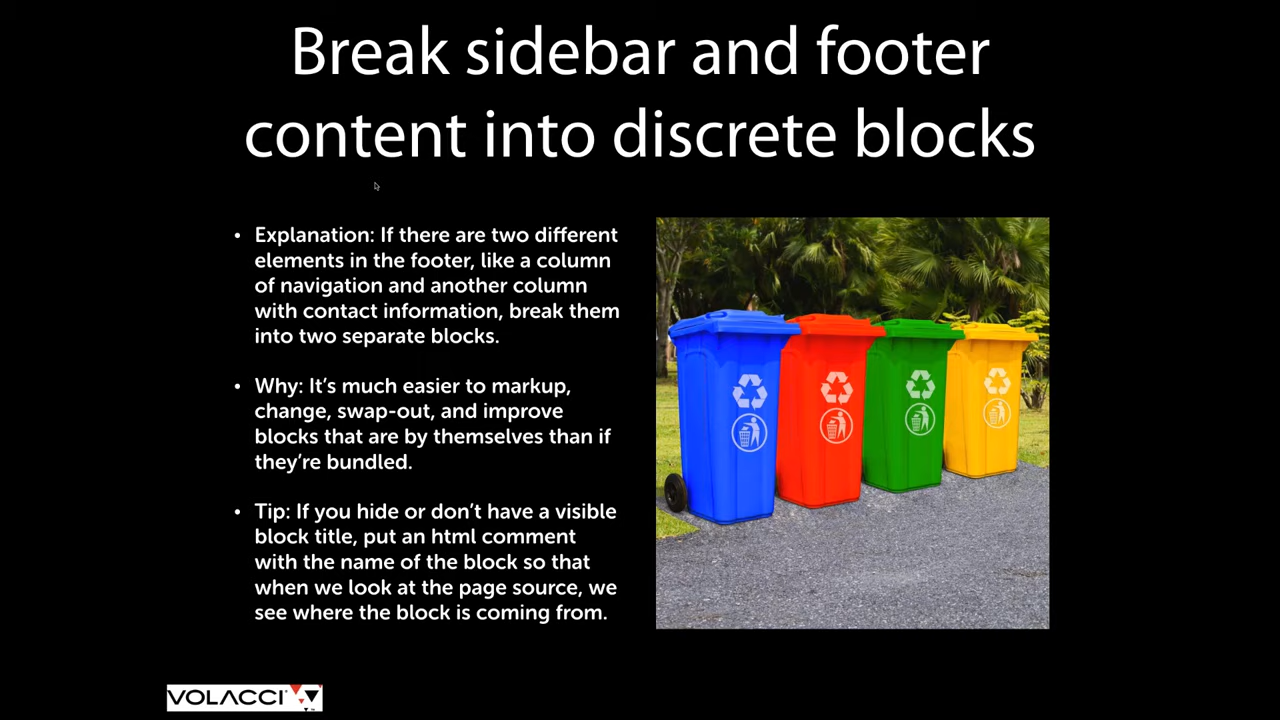 Break sidebar and footer
content into discrete blocks
• Explanation: If there are two different
elements in the footer, like a column
of navigation and another column
with contact information, break them
into two separate blocks.
• Why: It’s much easier to markup,
change, swap-out, and improve
blocks that are by themselves than if
they’re bundled.
• Tip: If you hide or don’t have a visible
block title, put an html comment
with the name of the block so that
when we look at the page source, we
see where the block is coming from.
VOLACCI